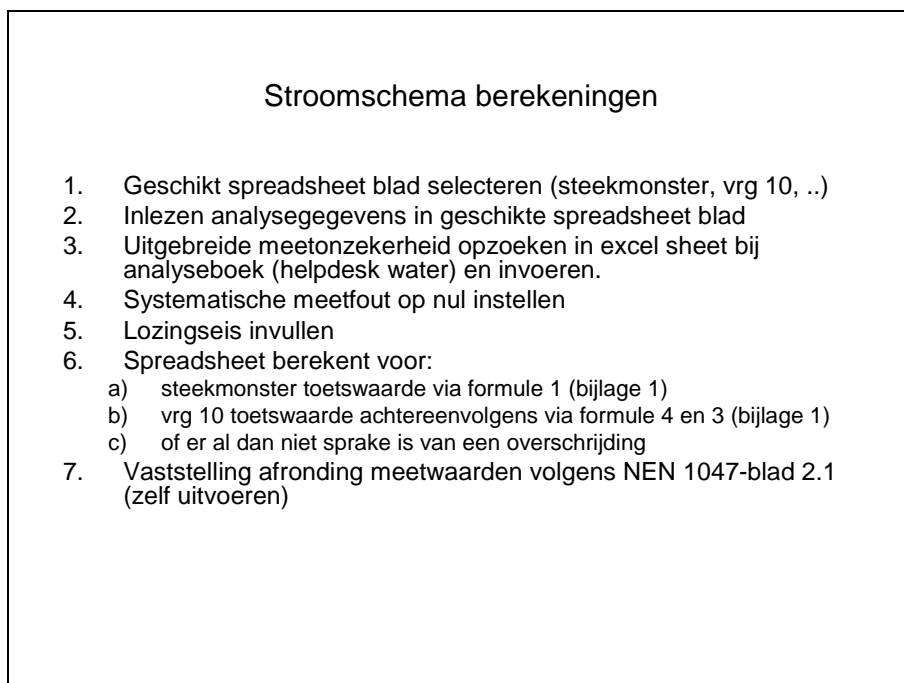 Stroomschema berekeningen
1. Geschikt spreadsheet blad selecteren (steekmonster, vrg 10, ..)
2. Inlezen analysegegevens in geschikte spreadsheet blad
3. Uitgebreide meetonzekerheid opzoeken in excel sheet bij
analyseboek (helpdesk water) en invoeren.
4. Systematische meetfout op nul instellen
5. Lozingseis invullen
6. Spreadsheet berekent voor:
a) steekmonster toetswaarde via formule 1 (bijlage 1)
b) vrg 10 toetswaarde achtereenvolgens via formule 4 en 3 (bijlage 1)
c) of er al dan niet sprake is van een overschrijding
7. Vaststelling afronding meetwaarden volgens NEN 1047-blad 2.1
(zelf uitvoeren)